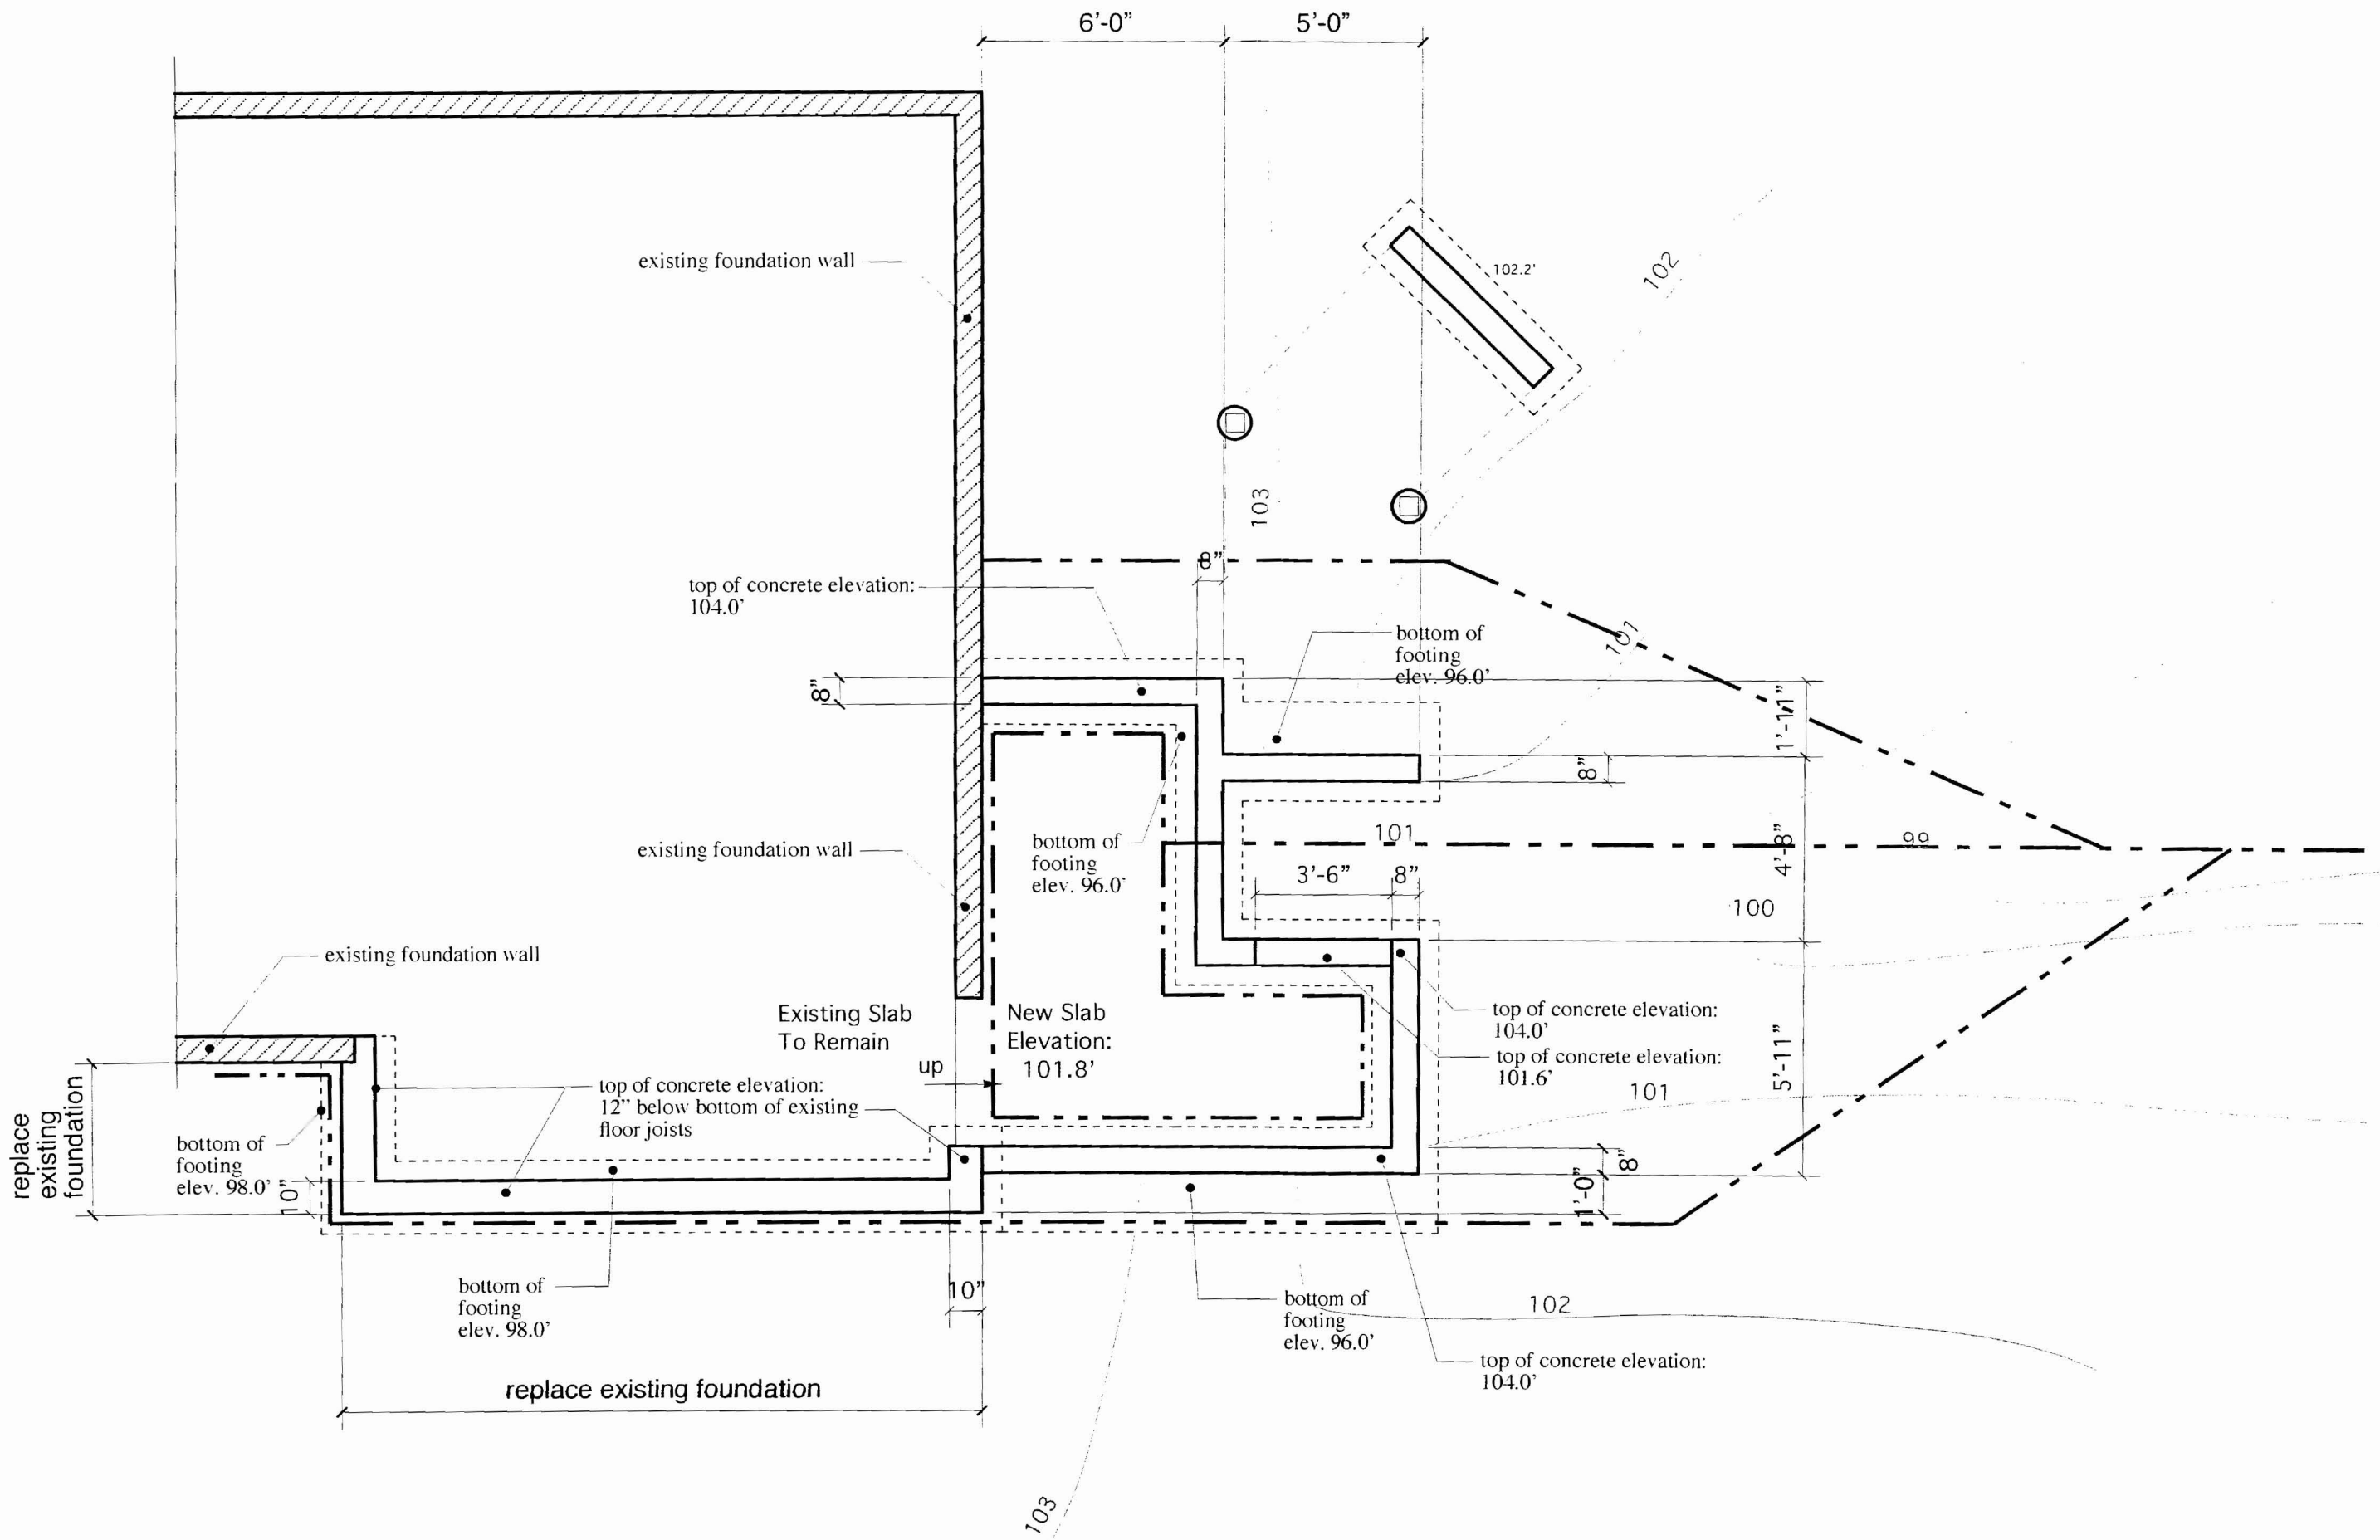 6'-0”
5'-0”
existing foundation wall
102.2'
102
103
8”
top of concrete elevation:
104.0'
101
bottom of
footing
elev. 96.0'
8”
1'-11”
8”
bottom of
footing
elev. 96.0'
existing foundation wall
101
99
4'-8”
3'-6”
8”
100
existing foundation wall
Existing Slab
To Remain
New Slab
Elevation:
101.8'
up
top of concrete elevation:
104.0'
top of concrete elevation:
101.6'
101
5'-11”
replace
existing
foundation
top of concrete elevation:
12” below bottom of existing
floor joists
bottom of
footing
elev. 98.0'
10”
8”
1'-0”
bottom of
footing
elev. 98.0'
10”
bottom of
footing
elev. 96.0'
102
top of concrete elevation:
104.0'
replace existing foundation
103